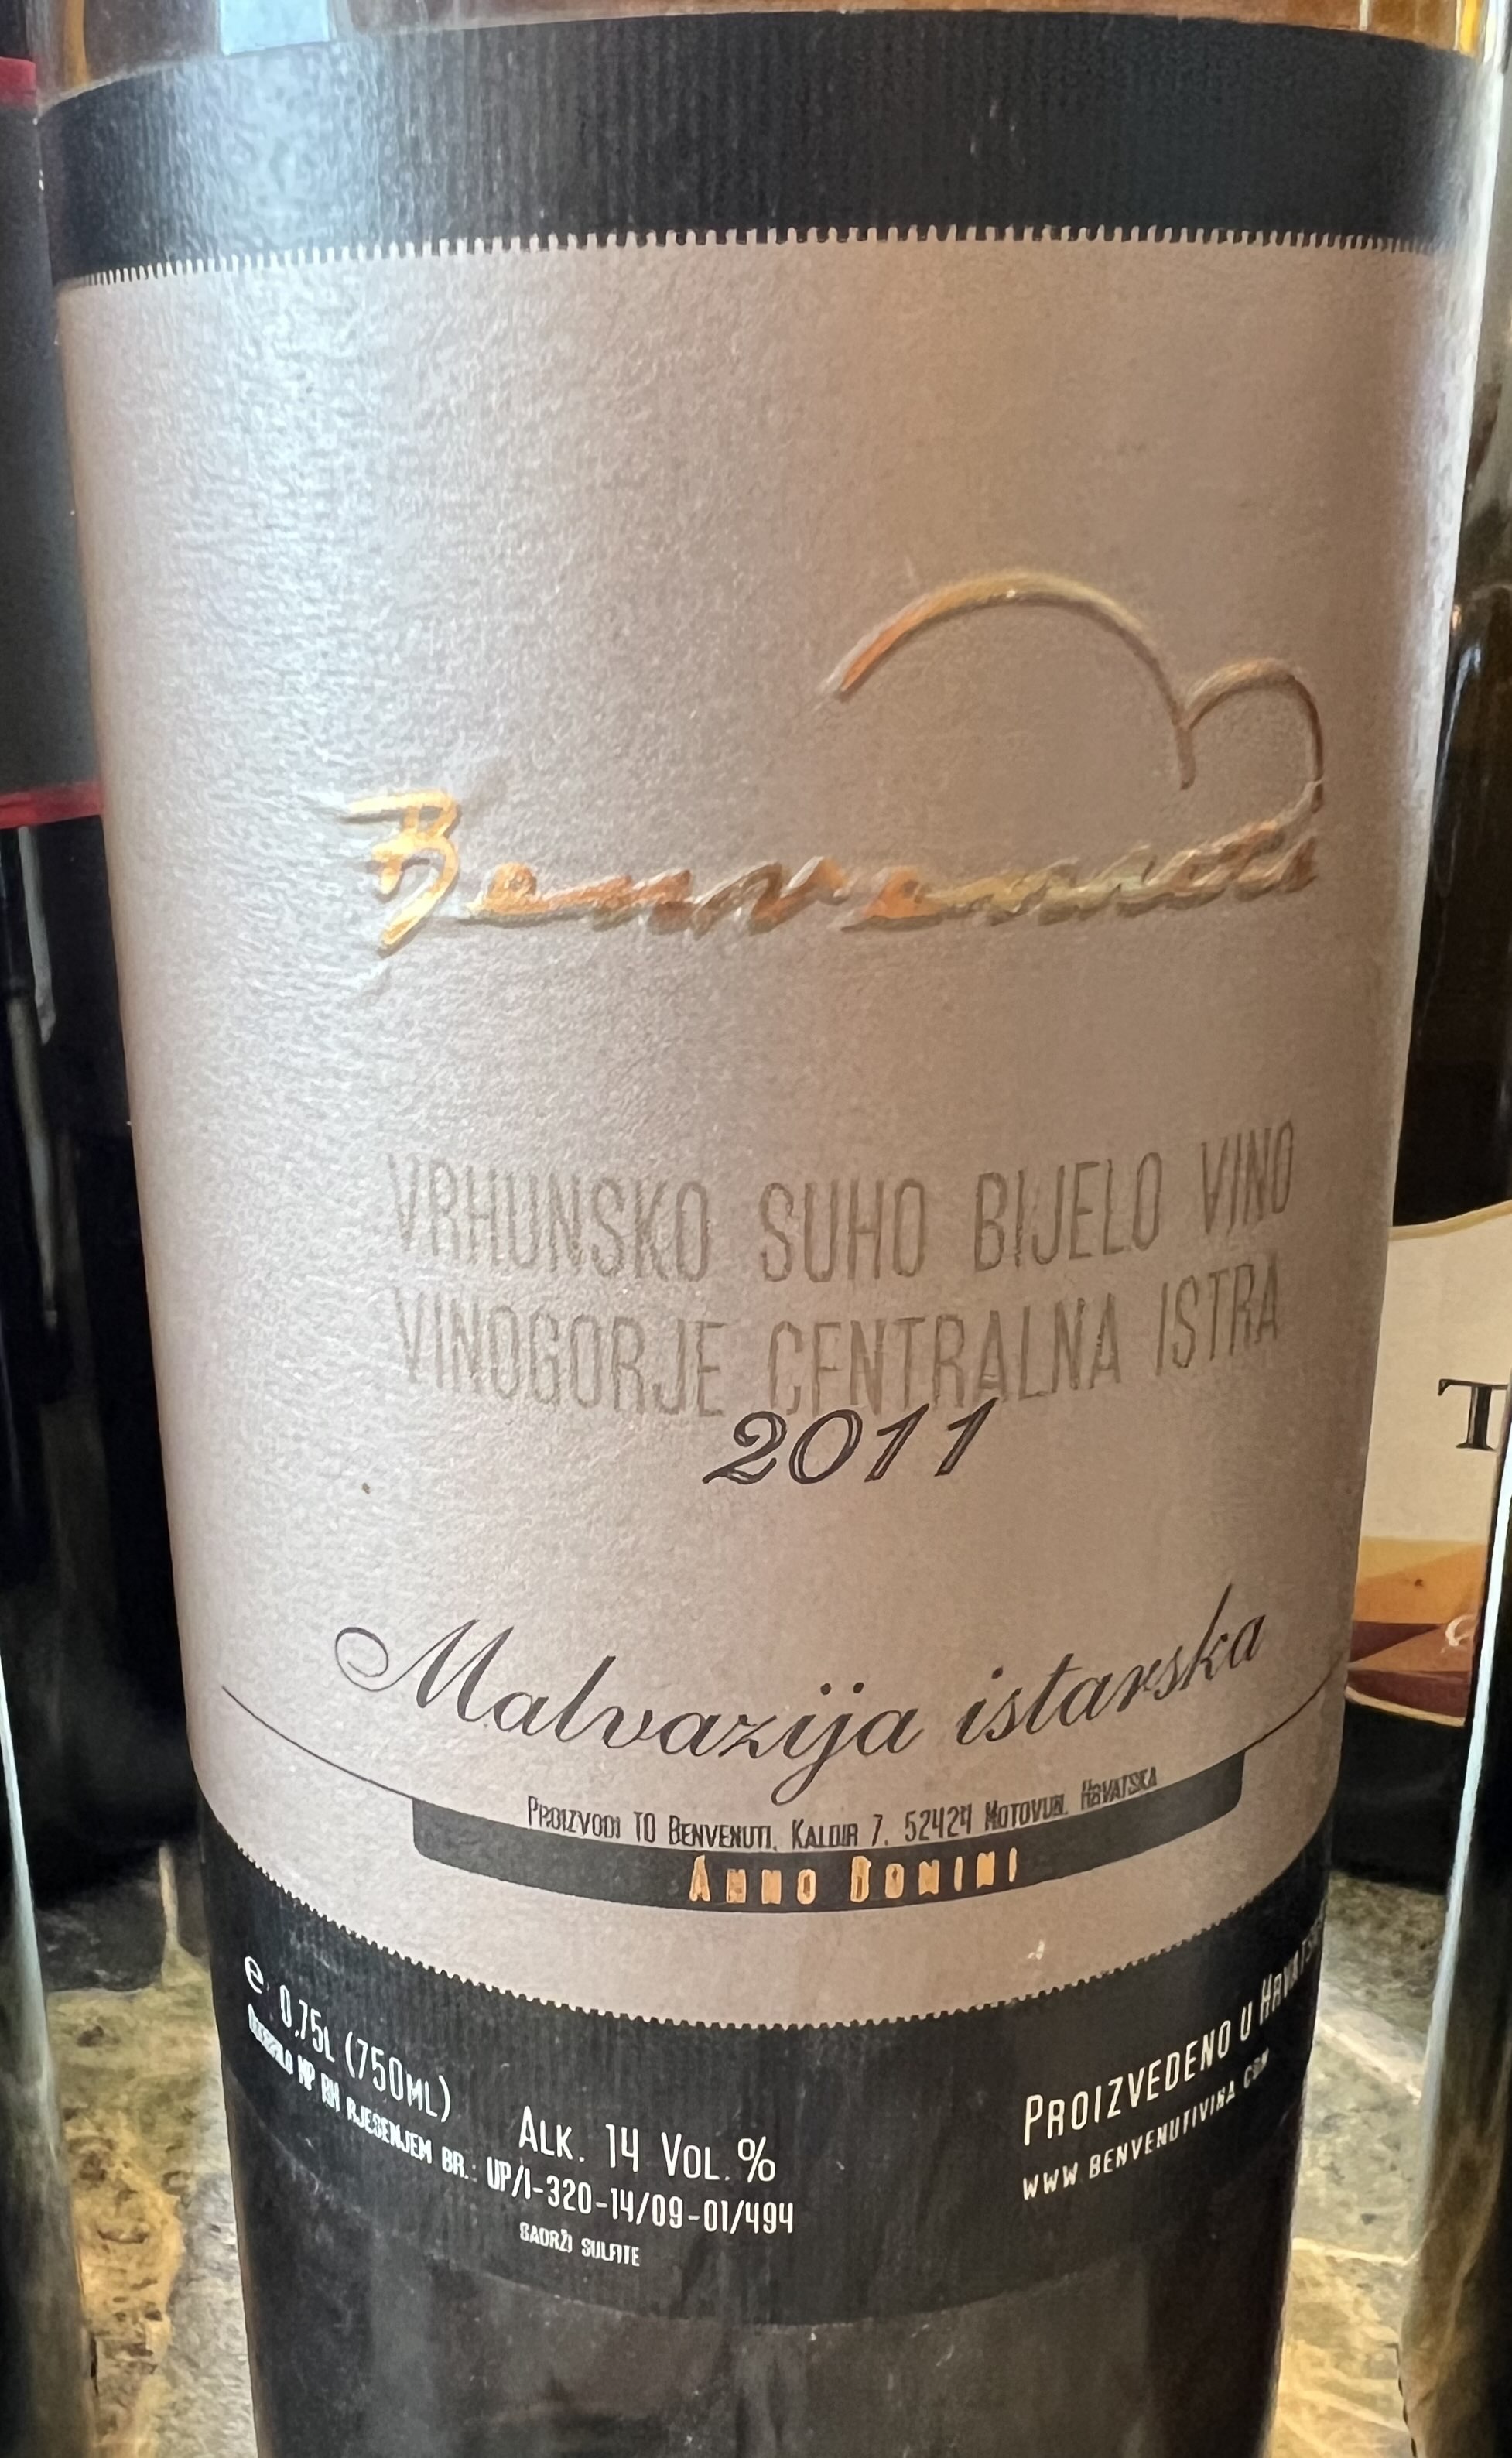 Benvenuti
VRHUNSKO SUHO BIJELO VINO
VINOGORJE CENTRALNA ISTRA
2011
Malvazija istarska
PROIZVODI TO BENVENUTI, KALDIR 7, 52424 MOTOVUN, HRVATSKA
ANNO DOMINI
e 0,75L (750ML)
NP RH RJEŠENJEM BR.: UP/I-320-14/09-01/494
ALK. 14 VOL.%
SADRŽI SULFITE
PROIZVEDENO U
WWW.BENVENUTIVINA.COM
T